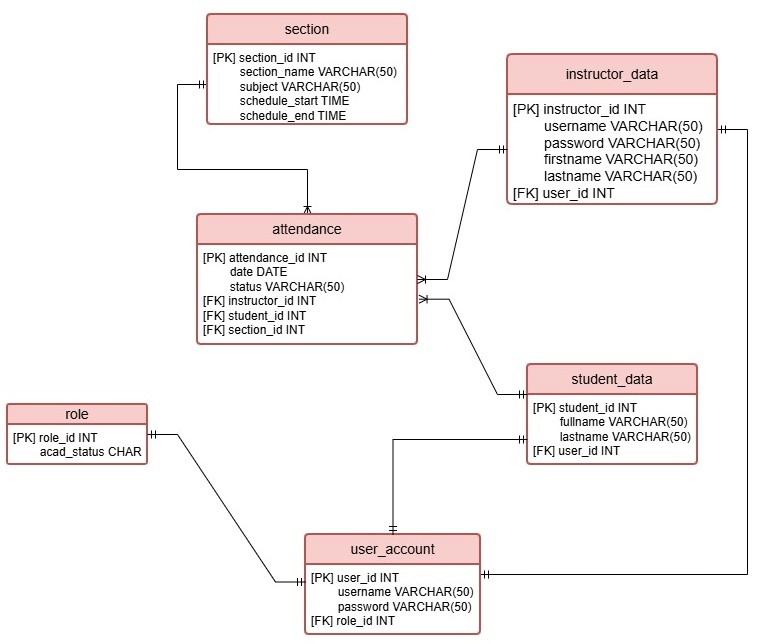 section
[PK] section_id INT
section_name VARCHAR(50)
subject VARCHAR(50)
schedule_start TIME
schedule_end TIME
instructor_data
[PK] instructor_id INT
username VARCHAR(50)
password VARCHAR(50)
firstname VARCHAR(50)
lastname VARCHAR(50)
[FK] user_id INT
attendance
[PK] attendance_id INT
date DATE
status VARCHAR(50)
[FK] instructor_id INT
[FK] student_id INT
[FK] section_id INT
student_data
[PK] student_id INT
fullname VARCHAR(50)
lastname VARCHAR(50)
[FK] user_id INT
role
[PK] role_id INT
acad_status CHAR
user_account
[PK] user_id INT
username VARCHAR(50)
password VARCHAR(50)
[FK] role_id INT